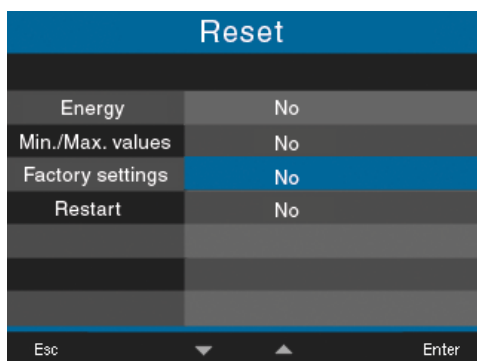 Reset
Energy No
Min./Max. values No
Factory settings No
Restart No
Esc Enter